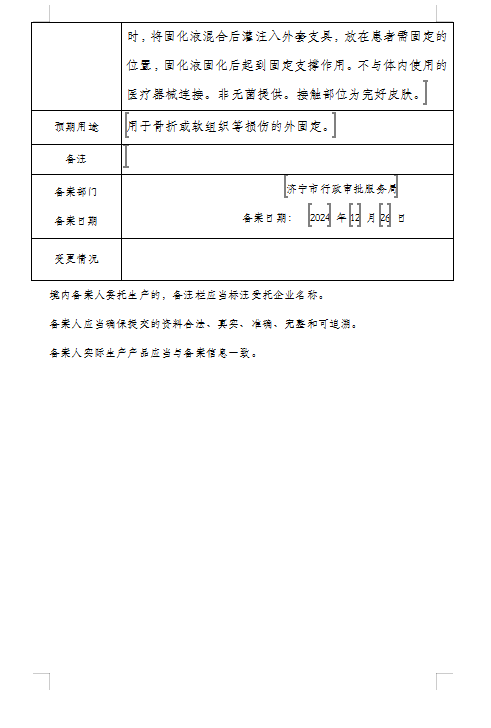 时，将固化液混合后灌注入外套支具，放在患者需固定的
位置，固化液固化后起到固定支撑作用。不与体内使用的
医疗器械连接。非无菌提供。接触部位为完好皮肤。
预期用途
用于骨折或软组织等损伤的外固定。
备注
备案部门
济宁市行政审批服务局
备案日期
备案日期： 2024 年 12 月 26 日
变更情况
境内备案人委托生产的，备注栏应当标注受托企业名称。
备案人应当确保提交的资料合法、真实、准确、完整和可追溯。
备案人实际生产产品应当与备案信息一致。